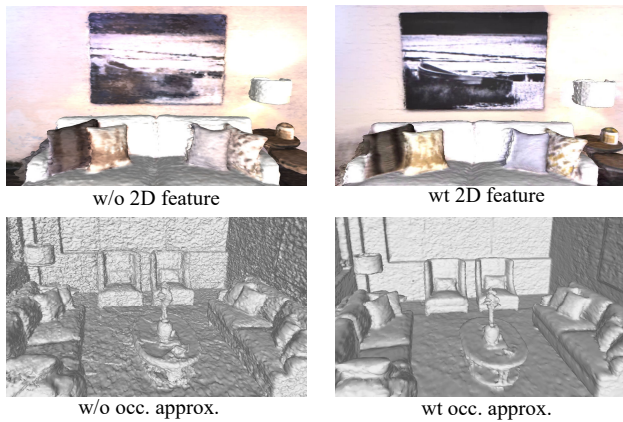 w/o 2D feature
wt 2D feature
w/o occ. approx.
wt occ. approx.